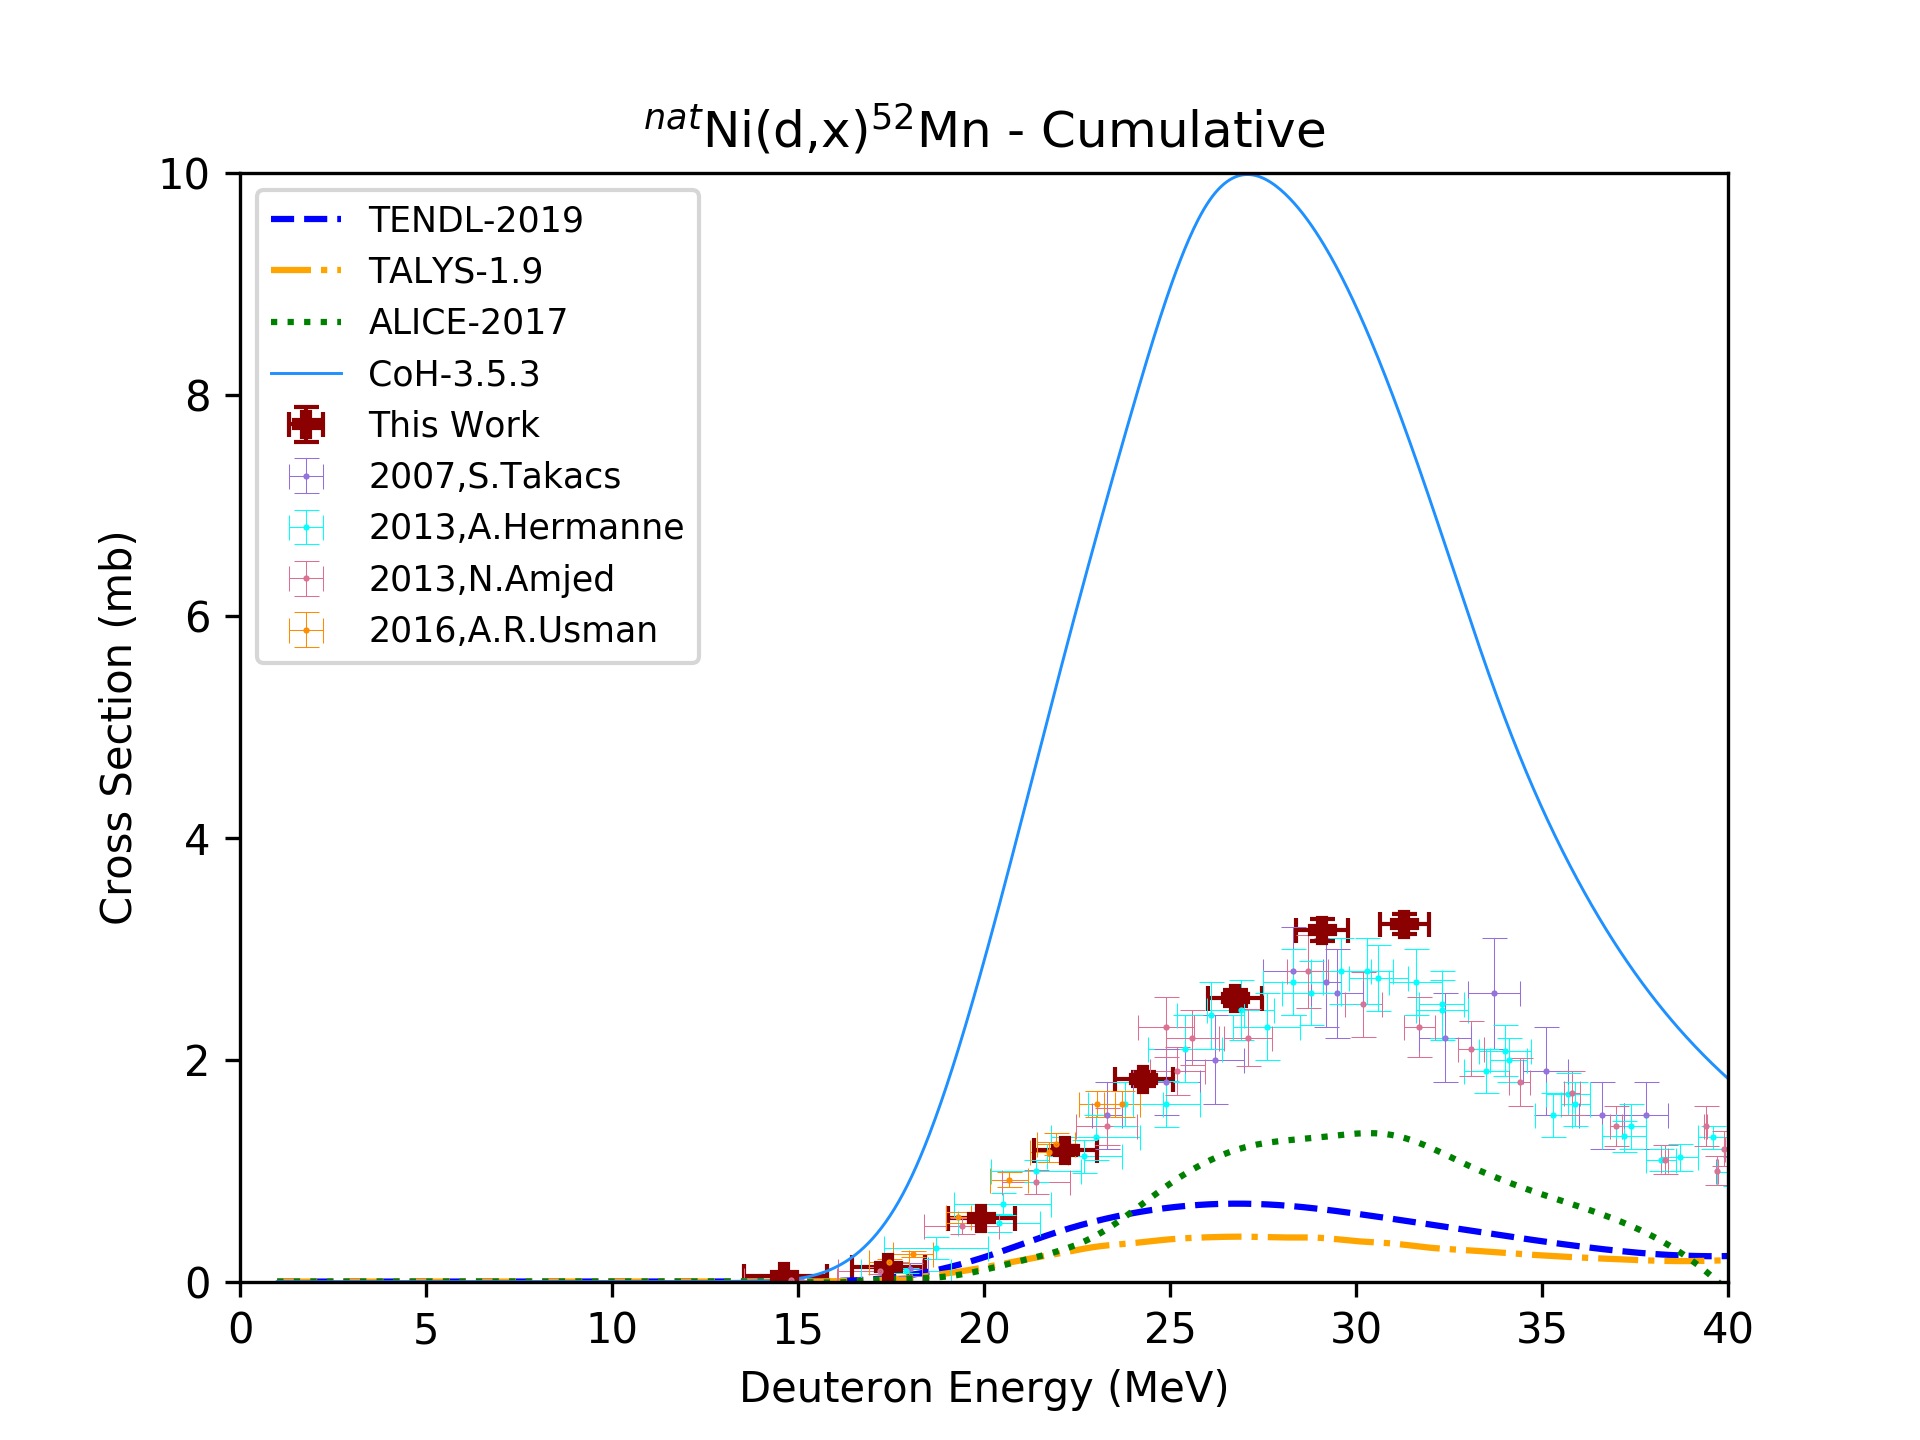 ⁿᵃᵗNi(d,x)⁵²Mn - Cumulative
10
8
6
4
2
0
Cross Section (mb)
TENDL-2019
TALYS-1.9
ALICE-2017
CoH-3.5.3
This Work
2007,S.Takacs
2013,A.Hermanne
2013,N.Amjed
2016,A.R.Usman
0 5 10 15 20 25 30 35 40
Deuteron Energy (MeV)